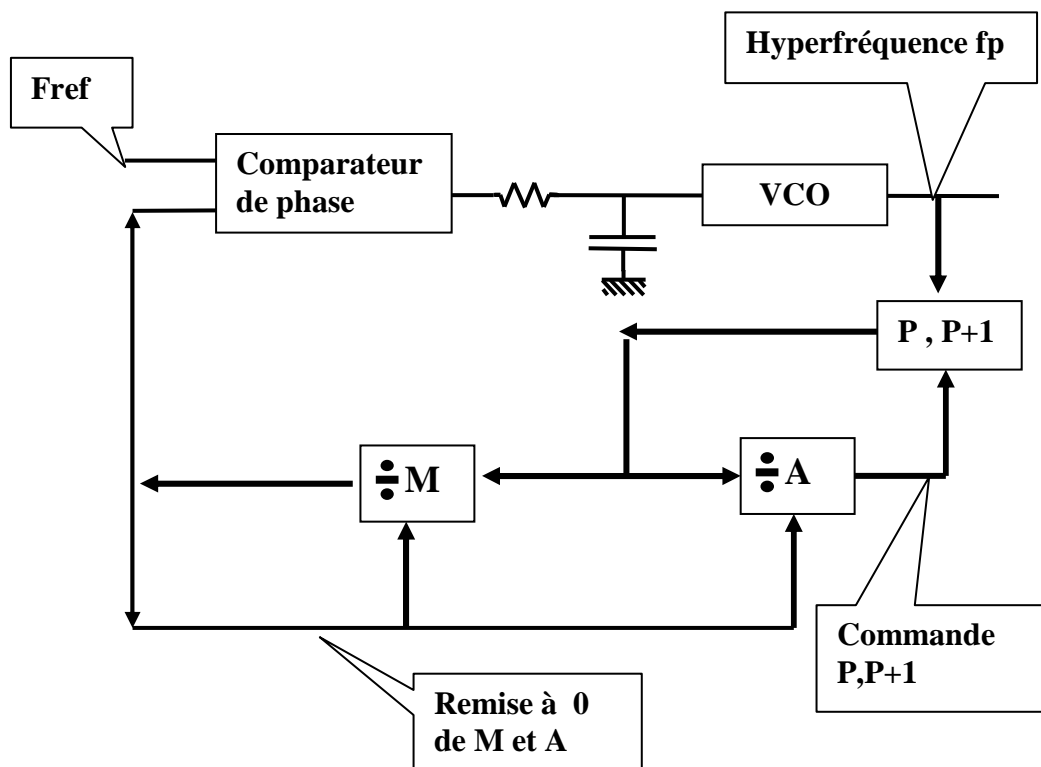 Hyperfréquence fp
Fref
Comparateur
de phase
VCO
P , P+1
÷ M
÷ A
Commande
P,P+1
Remise à 0
de M et A